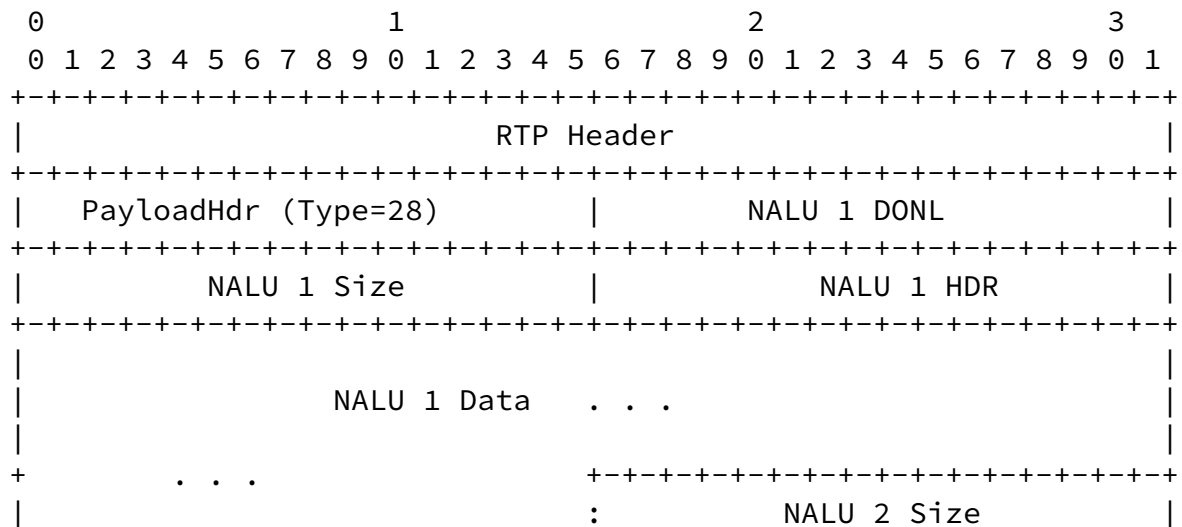 0                   1                   2                   3
 0 1 2 3 4 5 6 7 8 9 0 1 2 3 4 5 6 7 8 9 0 1 2 3 4 5 6 7 8 9 0 1
+-+-+-+-+-+-+-+-+-+-+-+-+-+-+-+-+-+-+-+-+-+-+-+-+-+-+-+-+-+-+-+-+
|                          RTP Header                           |
+-+-+-+-+-+-+-+-+-+-+-+-+-+-+-+-+-+-+-+-+-+-+-+-+-+-+-+-+-+-+-+-+
|   PayloadHdr (Type=28)        |        NALU 1 DONL            |
+-+-+-+-+-+-+-+-+-+-+-+-+-+-+-+-+-+-+-+-+-+-+-+-+-+-+-+-+-+-+-+-+
|          NALU 1 Size          |            NALU 1 HDR         |
+-+-+-+-+-+-+-+-+-+-+-+-+-+-+-+-+-+-+-+-+-+-+-+-+-+-+-+-+-+-+-+-+
|                                                               |
|                 NALU 1 Data   . . .                           |
|                                                               |
+        . . .                  +-+-+-+-+-+-+-+-+-+-+-+-+-+-+-+-+
|                               :          NALU 2 Size          |